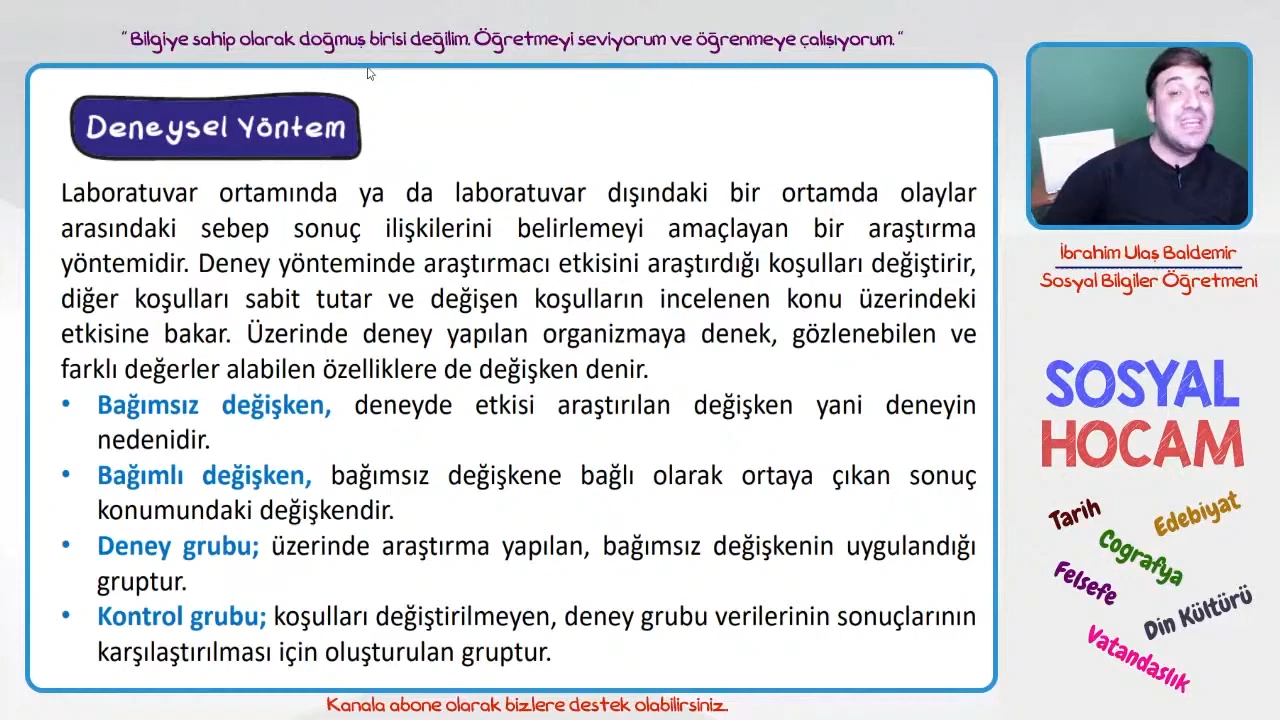 " Bilgiye sahip olarak doğmuş birisi değilim. Öğretmeyi seviyorum ve öğrenmeye çalışıyorum. "
Deneysel Yöntem
Laboratuvar ortamında ya da laboratuvar dışındaki bir ortamda olaylar
arasındaki sebep sonuç ilişkilerini belirlemeyi amaçlayan bir araştırma
yöntemidir. Deney yönteminde araştırmacı etkisini araştırdığı koşulları değiştirir,
diğer koşulları sabit tutar ve değişen koşulların incelenen konu üzerindeki
etkisine bakar. Üzerinde deney yapılan organizmaya denek, gözlenebilen ve
farklı değerler alabilen özelliklere de değişken denir.
• Bağımsız değişken, deneyde etkisi araştırılan değişken yani deneyin
nedenidir.
• Bağımlı değişken, bağımsız değişkene bağlı olarak ortaya çıkan sonuç
konumundaki değişkendir.
• Deney grubu; üzerinde araştırma yapılan, bağımsız değişkenin uygulandığı
gruptur.
• Kontrol grubu; koşulları değiştirilmeyen, deney grubu verilerinin sonuçlarının
karşılaştırılması için oluşturulan gruptur.
Kanala abone olarak bizlere destek olabilirsiniz.
İbrahim Ulaş Baldemir
Sosyal Bilgiler Öğretmeni
SOSYAL
HOCAM
Tarih
Edebiyat
Coğrafya
Felsefe
Din Kültürü
Vatandaslık